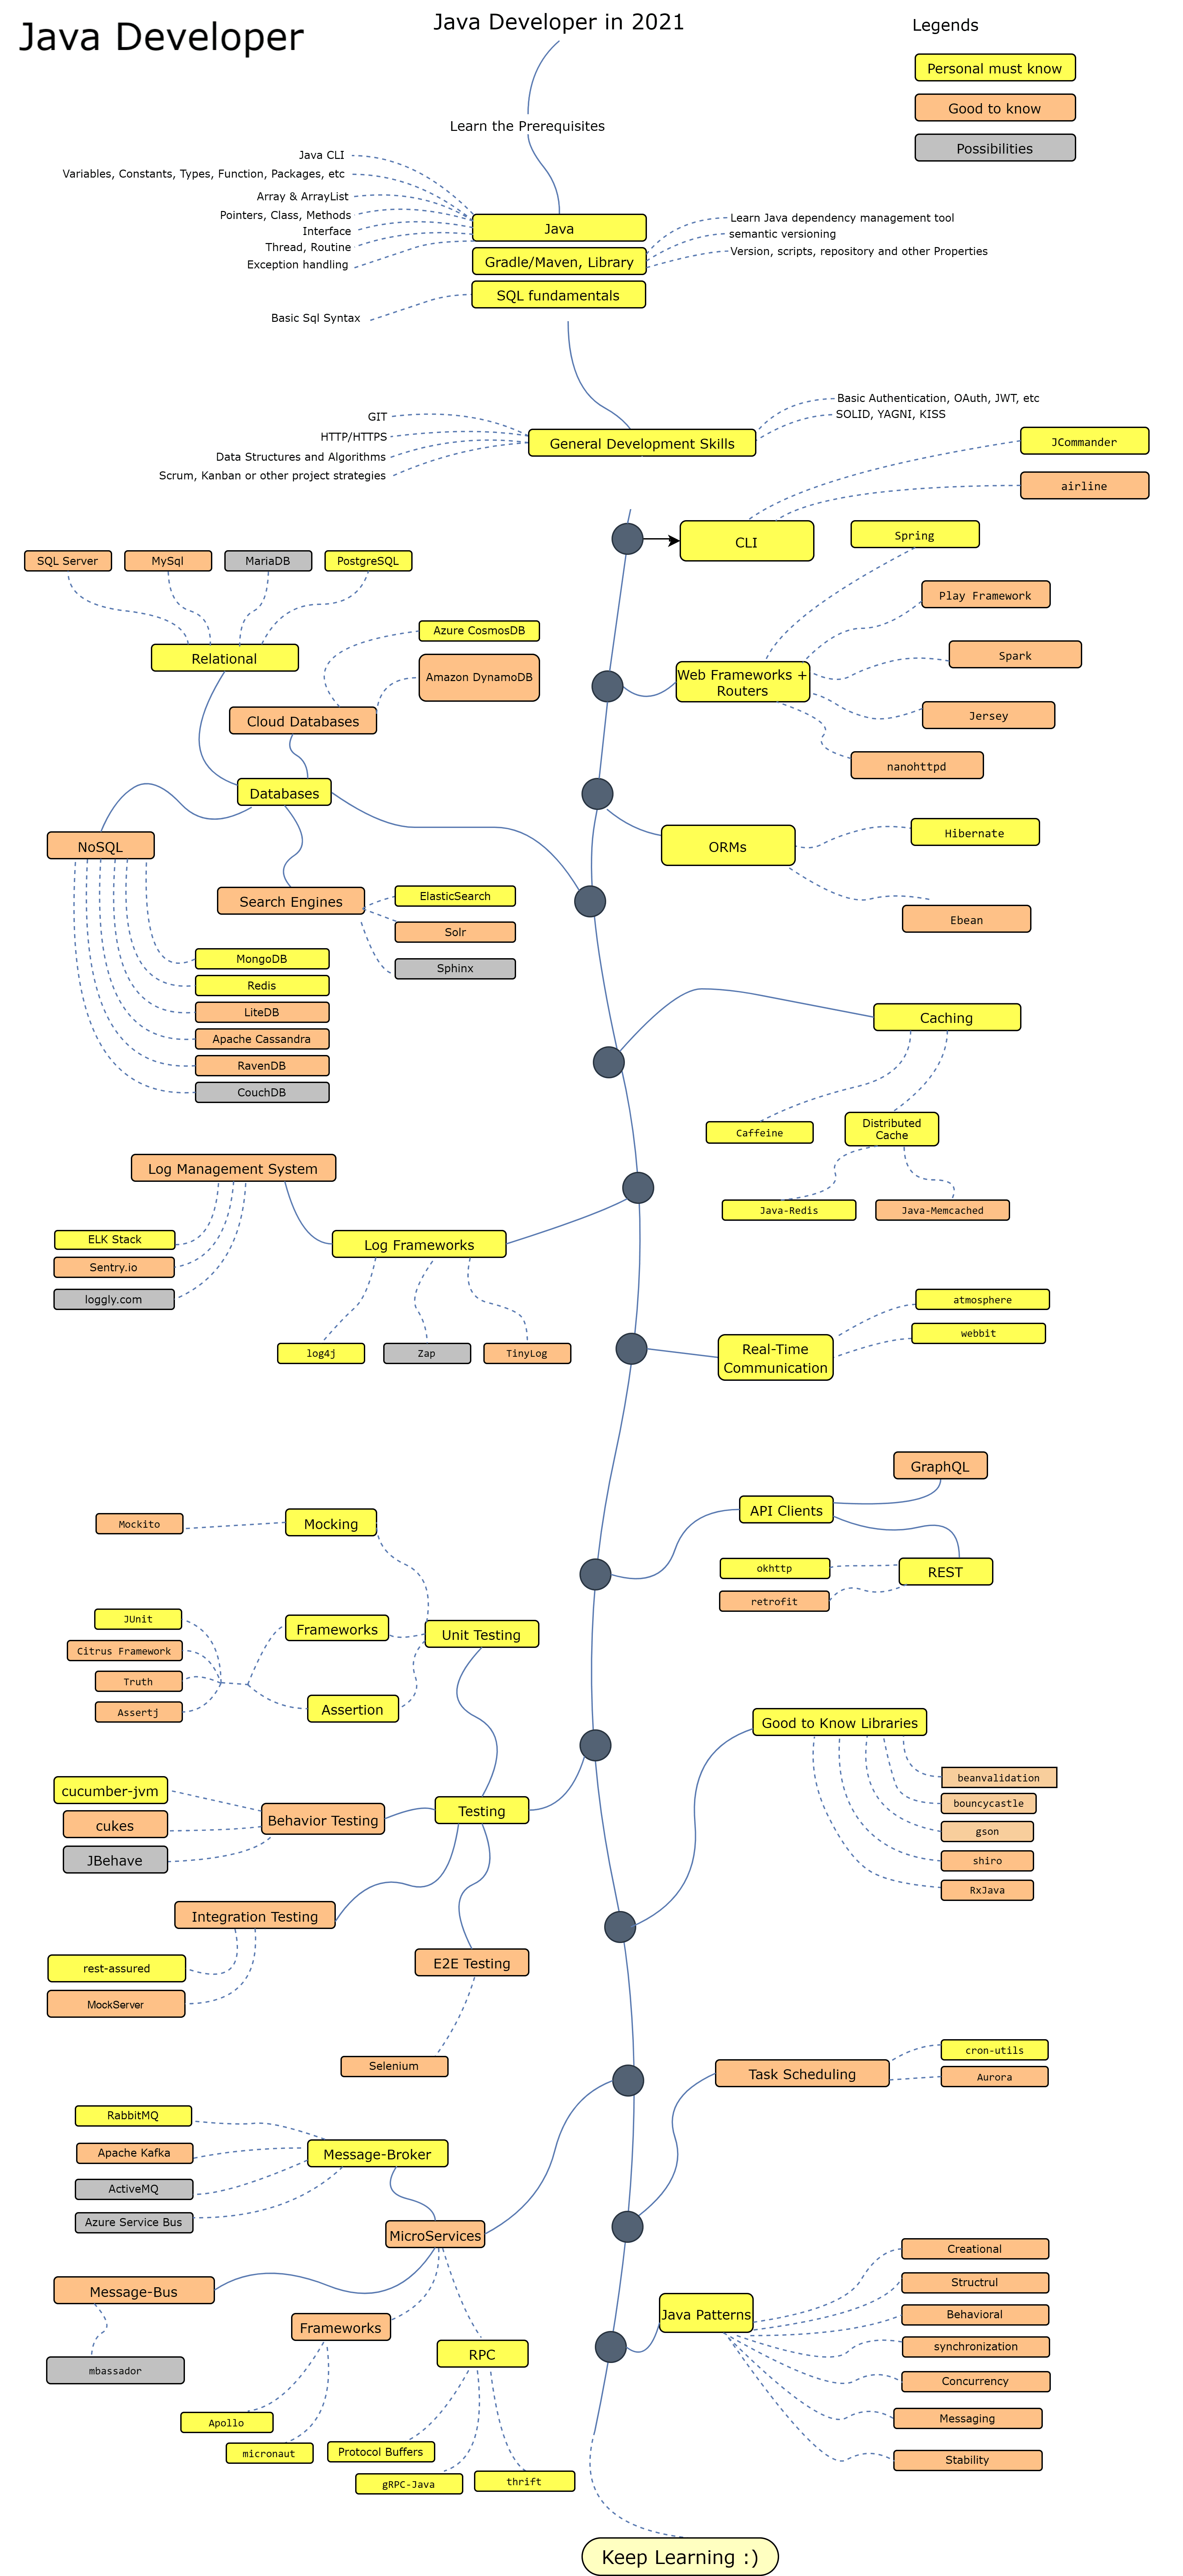 Java Developer
Java Developer in 2021
Legends
Personal must know
Good to know
Possibilities
Learn the Prerequisites
Java CLI
Variables, Constants, Types, Function, Packages, etc
Array & ArrayList
Pointers, Class, Methods
Interface
Thread, Routine
Exception handling
Java
Gradle/Maven, Library
SQL fundamentals
Learn Java dependency management tool
semantic versioning
Version, scripts, repository and other Properties
Basic Sql Syntax
GIT
HTTP/HTTPS
Data Structures and Algorithms
Scrum, Kanban or other project strategies
General Development Skills
Basic Authentication, OAuth, JWT, etc
SOLID, YAGNI, KISS
JCommander
airline
CLI
Spring
Play Framework
Spark
Jersey
nanohttpd
Web Frameworks +
Routers
SQL Server
MySql
MariaDB
PostgreSQL
Relational
Azure CosmosDB
Amazon DynamoDB
Cloud Databases
Databases
NoSQL
Search Engines
ElasticSearch
Solr
Sphinx
MongoDB
Redis
LiteDB
Apache Cassandra
RavenDB
CouchDB
ORMs
Hibernate
Ebean
Caching
Caffeine
Distributed
Cache
Java-Redis
Java-Memcached
Log Management System
ELK Stack
Sentry.io
loggly.com
Log Frameworks
log4j
Zap
TinyLog
Real-Time
Communication
atmosphere
webbit
GraphQL
API Clients
REST
okhttp
retrofit
Mocking
Mockito
Frameworks
Unit Testing
Assertion
JUnit
Citrus Framework
Truth
Assertj
Good to Know Libraries
beanvalidation
bouncycastle
gson
shiro
RxJava
Testing
Behavior Testing
cucumber-jvm
cukes
JBehave
Integration Testing
rest-assured
MockServer
E2E Testing
Selenium
Task Scheduling
cron-utils
Aurora
RabbitMQ
Apache Kafka
ActiveMQ
Azure Service Bus
Message-Broker
MicroServices
Message-Bus
mbassador
Frameworks
Apollo
micronaut
RPC
Protocol Buffers
gRPC-Java
thrift
Java Patterns
Creational
Structrul
Behavioral
synchronization
Concurrency
Messaging
Stability
Keep Learning :)